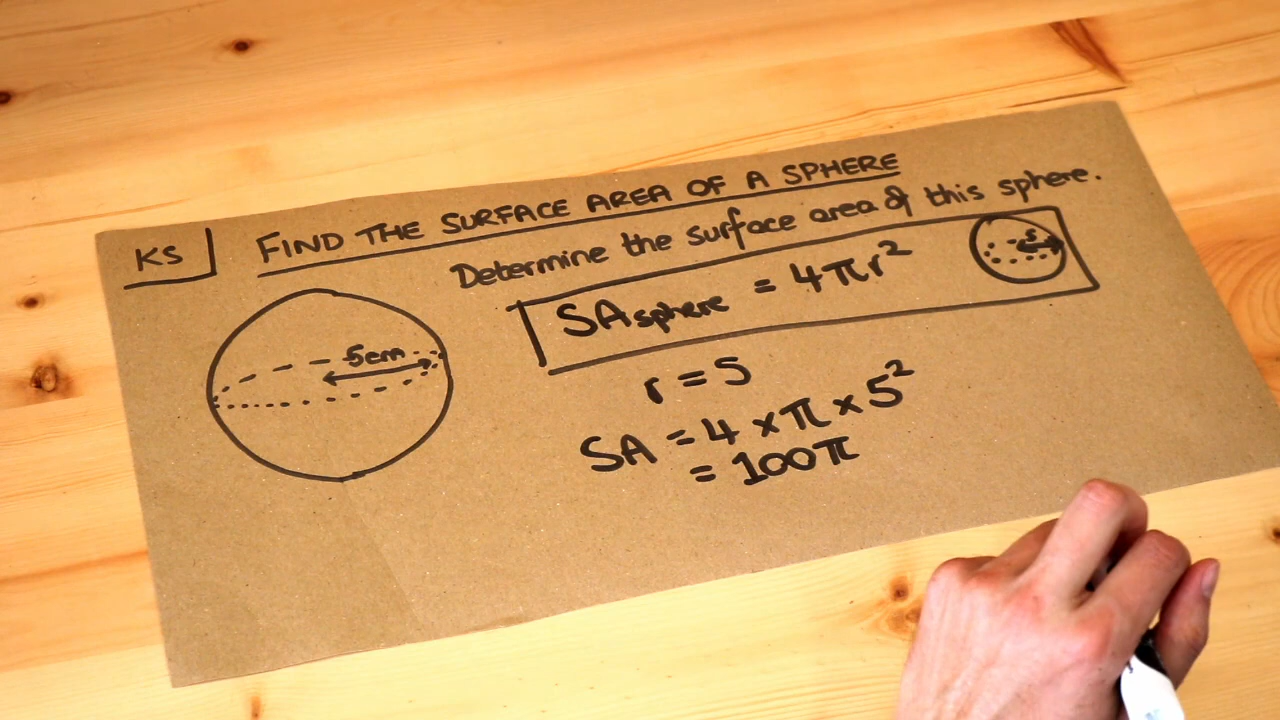 KS
FIND THE SURFACE AREA OF A SPHERE
Determine the surface area of this sphere.
5cm
SAsphere = 4πr²
r = 5
SA = 4 × π × 5²
= 100π